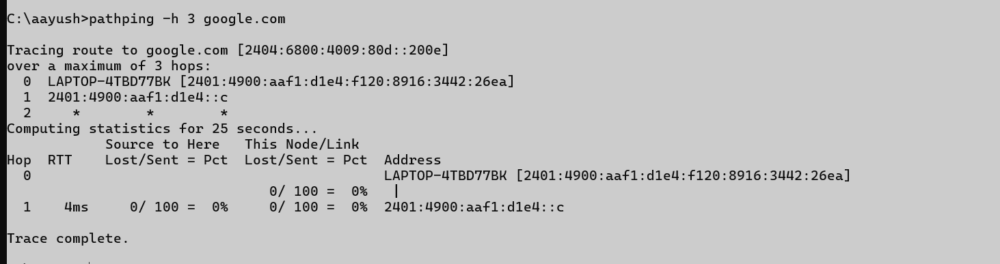 C:\aayush>pathping -h 3 google.com
Tracing route to google.com [2404:6800:4009:80d::200e]
over a maximum of 3 hops:
  0  LAPTOP-4TBD77BK [2401:4900:aaf1:d1e4:f120:8916:3442:26ea]
  1  2401:4900:aaf1:d1e4::c
  2     *        *        *
Computing statistics for 25 seconds...
            Source to Here   This Node/Link
Hop  RTT    Lost/Sent = Pct  Lost/Sent = Pct  Address
  0                                           LAPTOP-4TBD77BK [2401:4900:aaf1:d1e4:f120:8916:3442:26ea]
                                0/ 100 =  0%   |
  1    4ms     0/ 100 =  0%     0/ 100 =  0%  2401:4900:aaf1:d1e4::c
Trace complete.